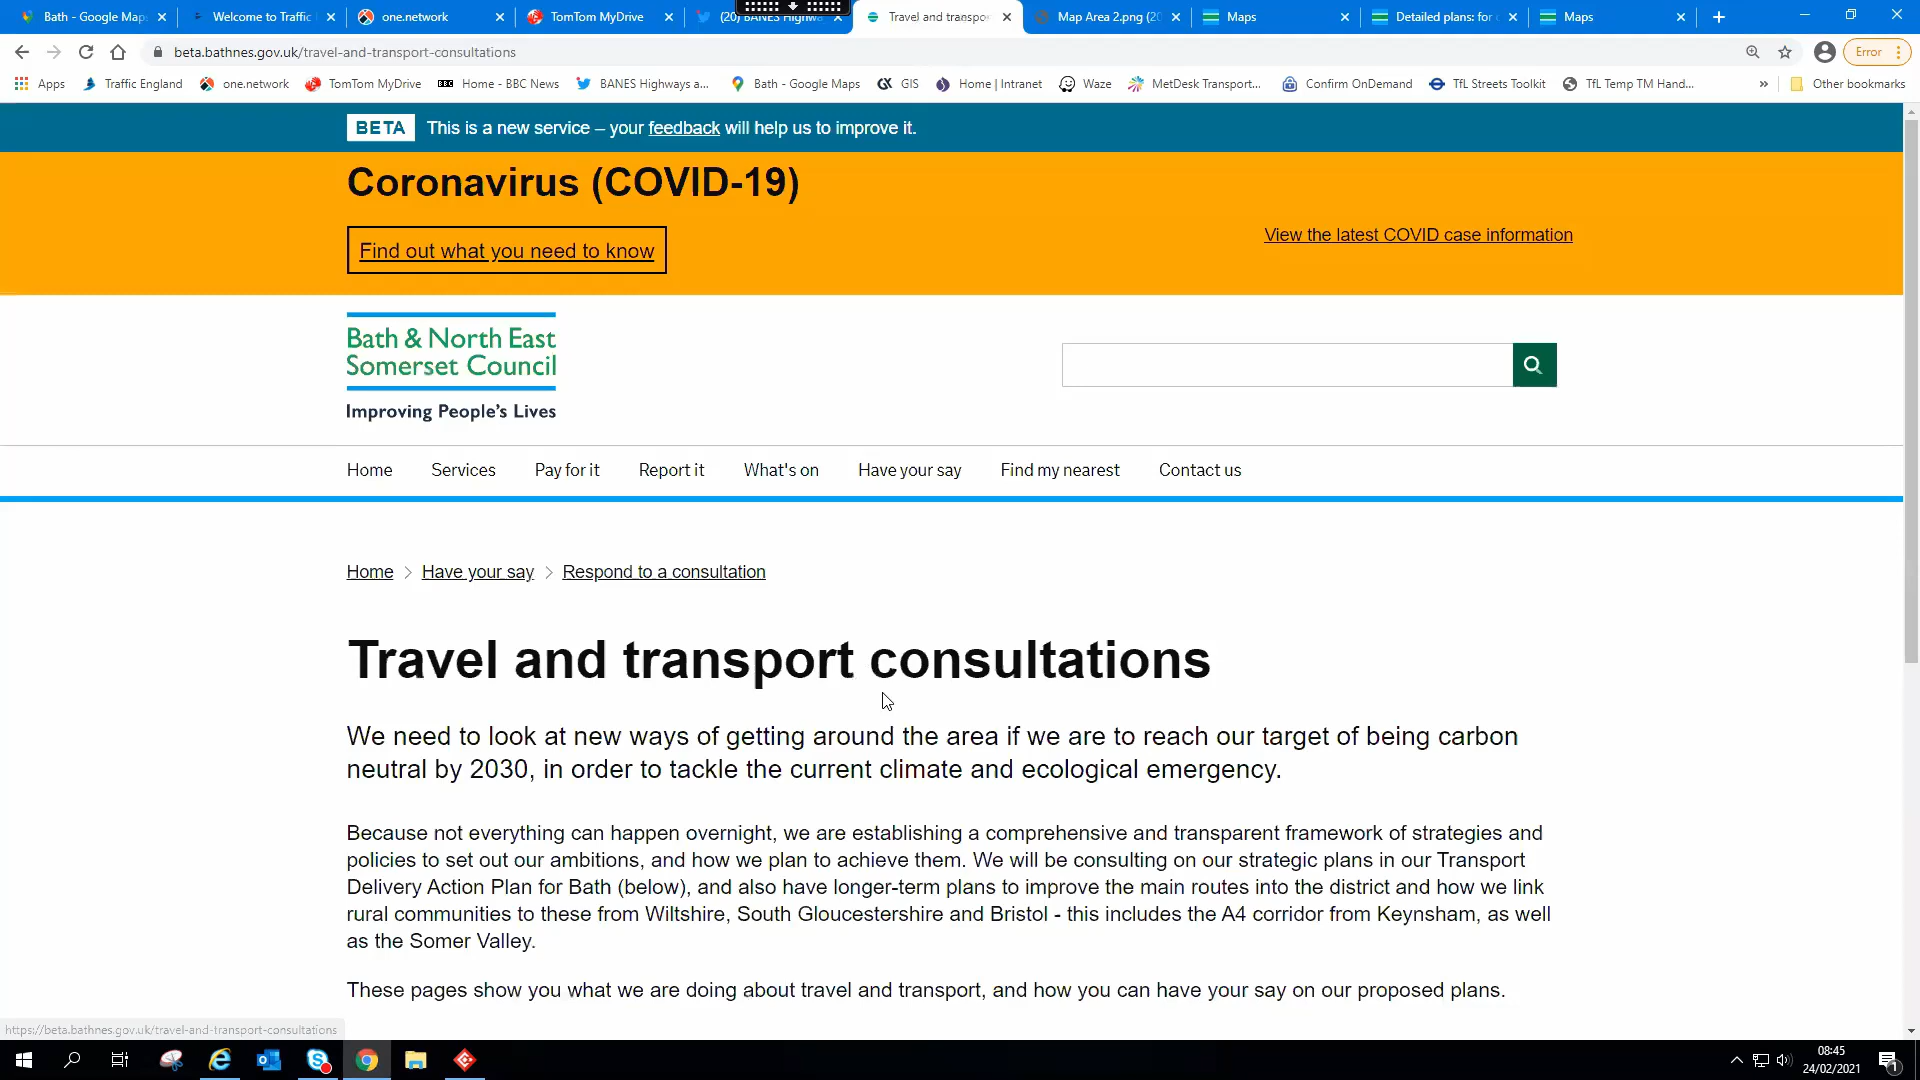 Bath - Google Map
Welcome to Traffic
one.network
TomTom MyDrive
(20) BANES Highwa
Travel and transpo
Map Area 2.png (20
Maps
Detailed plans: for
Maps
beta.bathnes.gov.uk/travel-and-transport-consultations
Error
Apps
Traffic England
one.network
TomTom MyDrive
BBC
Home - BBC News
BANES Highways a...
Bath - Google Maps
GIS
Home | Intranet
Waze
MetDesk Transport...
Confirm OnDemand
TfL Streets Toolkit
TfL Temp TM Hand...
»
Other bookmarks
BETA
This is a new service – your feedback will help us to improve it.
Coronavirus (COVID-19)
Find out what you need to know
View the latest COVID case information
Bath & North East
Somerset Council
Improving People's Lives
Home
Services
Pay for it
Report it
What's on
Have your say
Find my nearest
Contact us
Home > Have your say > Respond to a consultation
Travel and transport consultations
We need to look at new ways of getting around the area if we are to reach our target of being carbon
neutral by 2030, in order to tackle the current climate and ecological emergency.
Because not everything can happen overnight, we are establishing a comprehensive and transparent framework of strategies and
policies to set out our ambitions, and how we plan to achieve them. We will be consulting on our strategic plans in our Transport
Delivery Action Plan for Bath (below), and also have longer-term plans to improve the main routes into the district and how we link
rural communities to these from Wiltshire, South Gloucestershire and Bristol - this includes the A4 corridor from Keynsham, as well
as the Somer Valley.
These pages show you what we are doing about travel and transport, and how you can have your say on our proposed plans.
https://beta.bathnes.gov.uk/travel-and-transport-consultations
08:45
24/02/2021
1